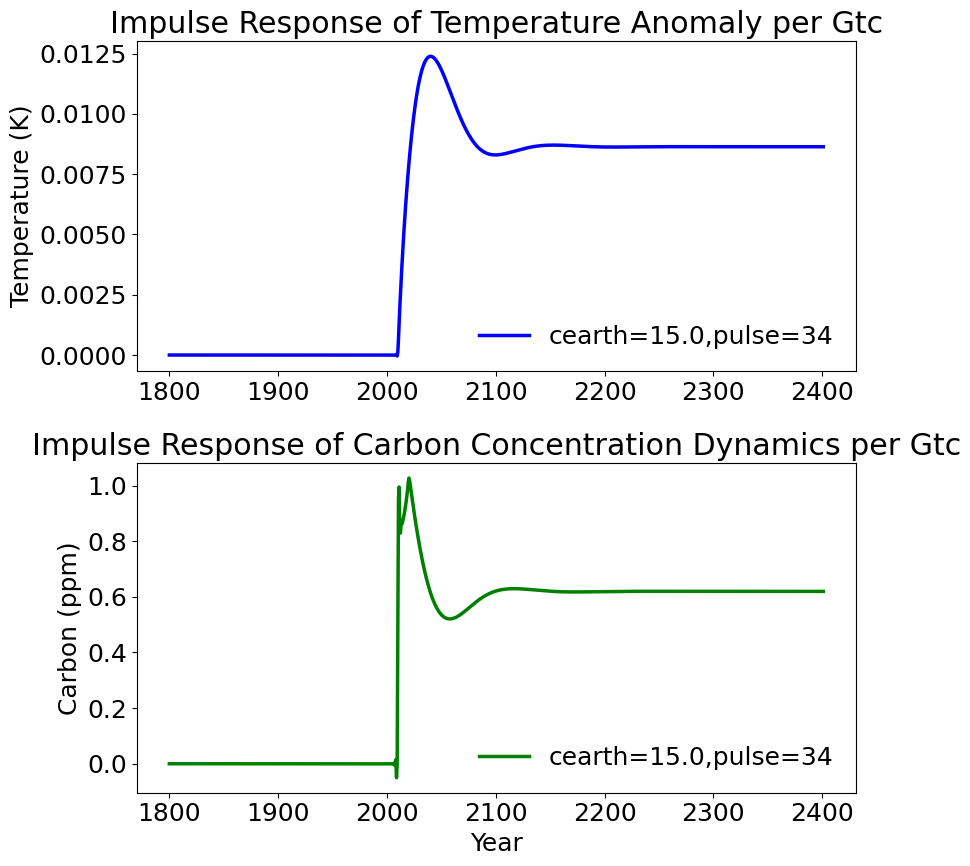 Impulse Response of Temperature Anomaly per Gtc
Temperature (K)
0.0125
0.0100
0.0075
0.0050
0.0025
0.0000
cearth=15.0,pulse=34
1800 1900 2000 2100 2200 2300 2400
Impulse Response of Carbon Concentration Dynamics per Gtc
Carbon (ppm)
1.0
0.8
0.6
0.4
0.2
0.0
cearth=15.0,pulse=34
1800 1900 2000 2100 2200 2300 2400
Year